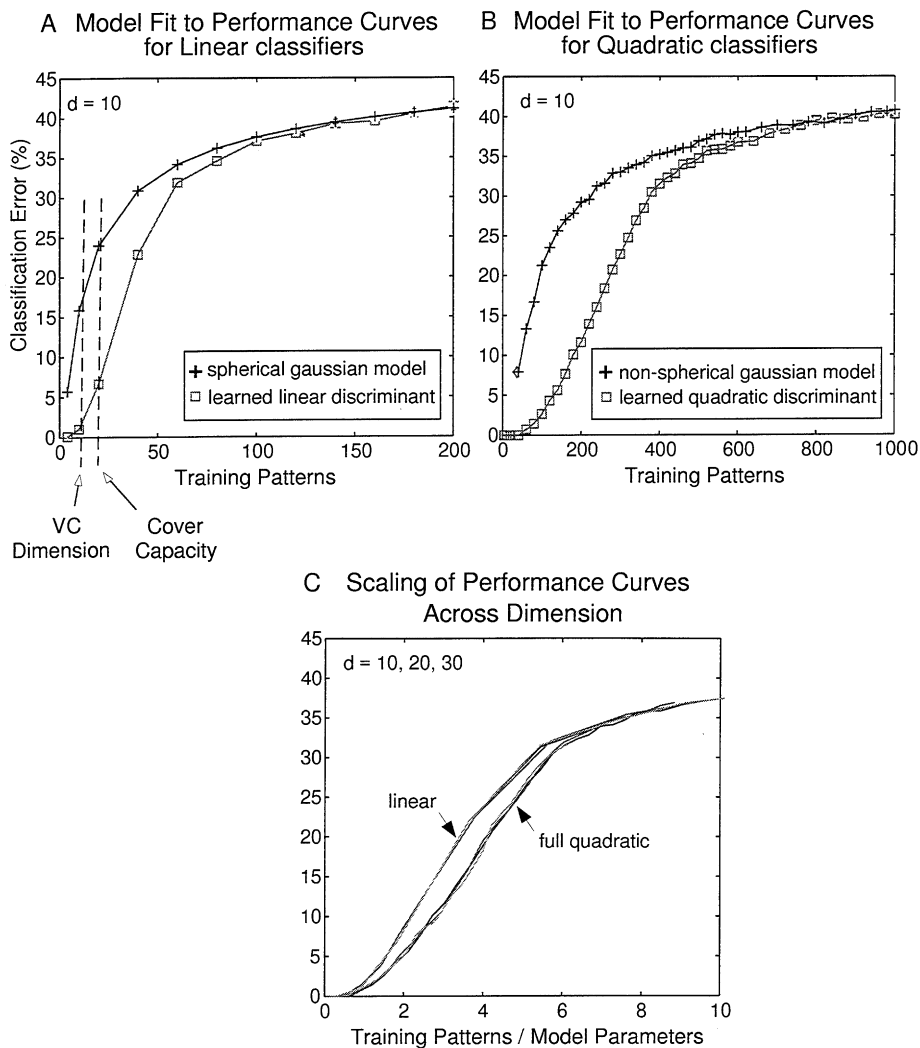 A Model Fit to Performance Curves
for Linear classifiers
B Model Fit to Performance Curves
for Quadratic classifiers
45
40
35
30
25
20
15
10
5
0
Classification Error (%)
d = 10
spherical gaussian model
learned linear discriminant
0 50 100 150 200
Training Patterns
VC
Dimension
Cover
Capacity
45
40
35
30
25
20
15
10
5
0
d = 10
non-spherical gaussian model
learned quadratic discriminant
0 200 400 600 800 1000
Training Patterns
C Scaling of Performance Curves
Across Dimension
45
40
35
30
25
20
15
10
5
0
d = 10, 20, 30
linear
full quadratic
0 2 4 6 8 10
Training Patterns / Model Parameters